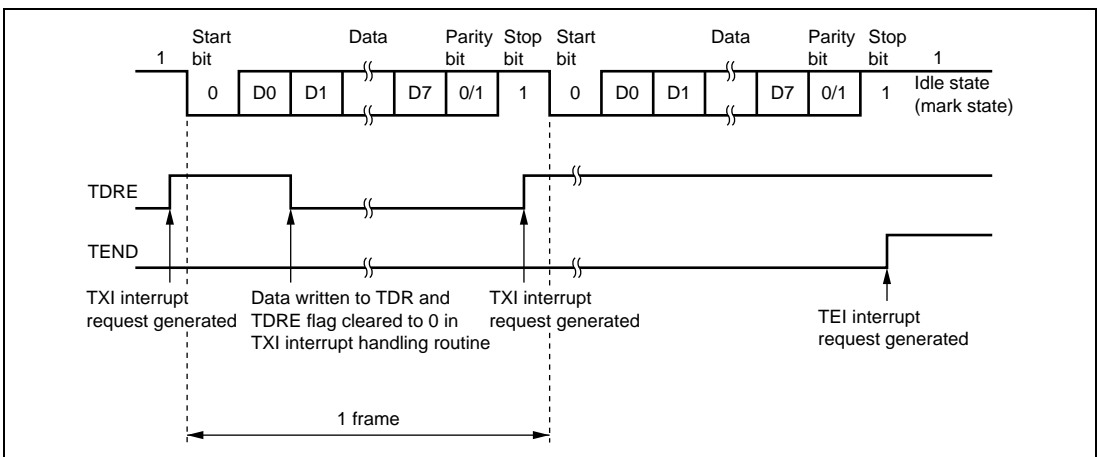 Start Data Parity Stop Start Data Parity Stop
1 bit bit bit bit bit bit 1
0 D0 D1 D7 0/1 1 0 D0 D1 D7 0/1 1 Idle state
(mark state)
TDRE
TEND
TXI interrupt Data written to TDR and TXI interrupt
request generated TDRE flag cleared to 0 in request generated
TXI interrupt handling routine
TEI interrupt
request generated
1 frame